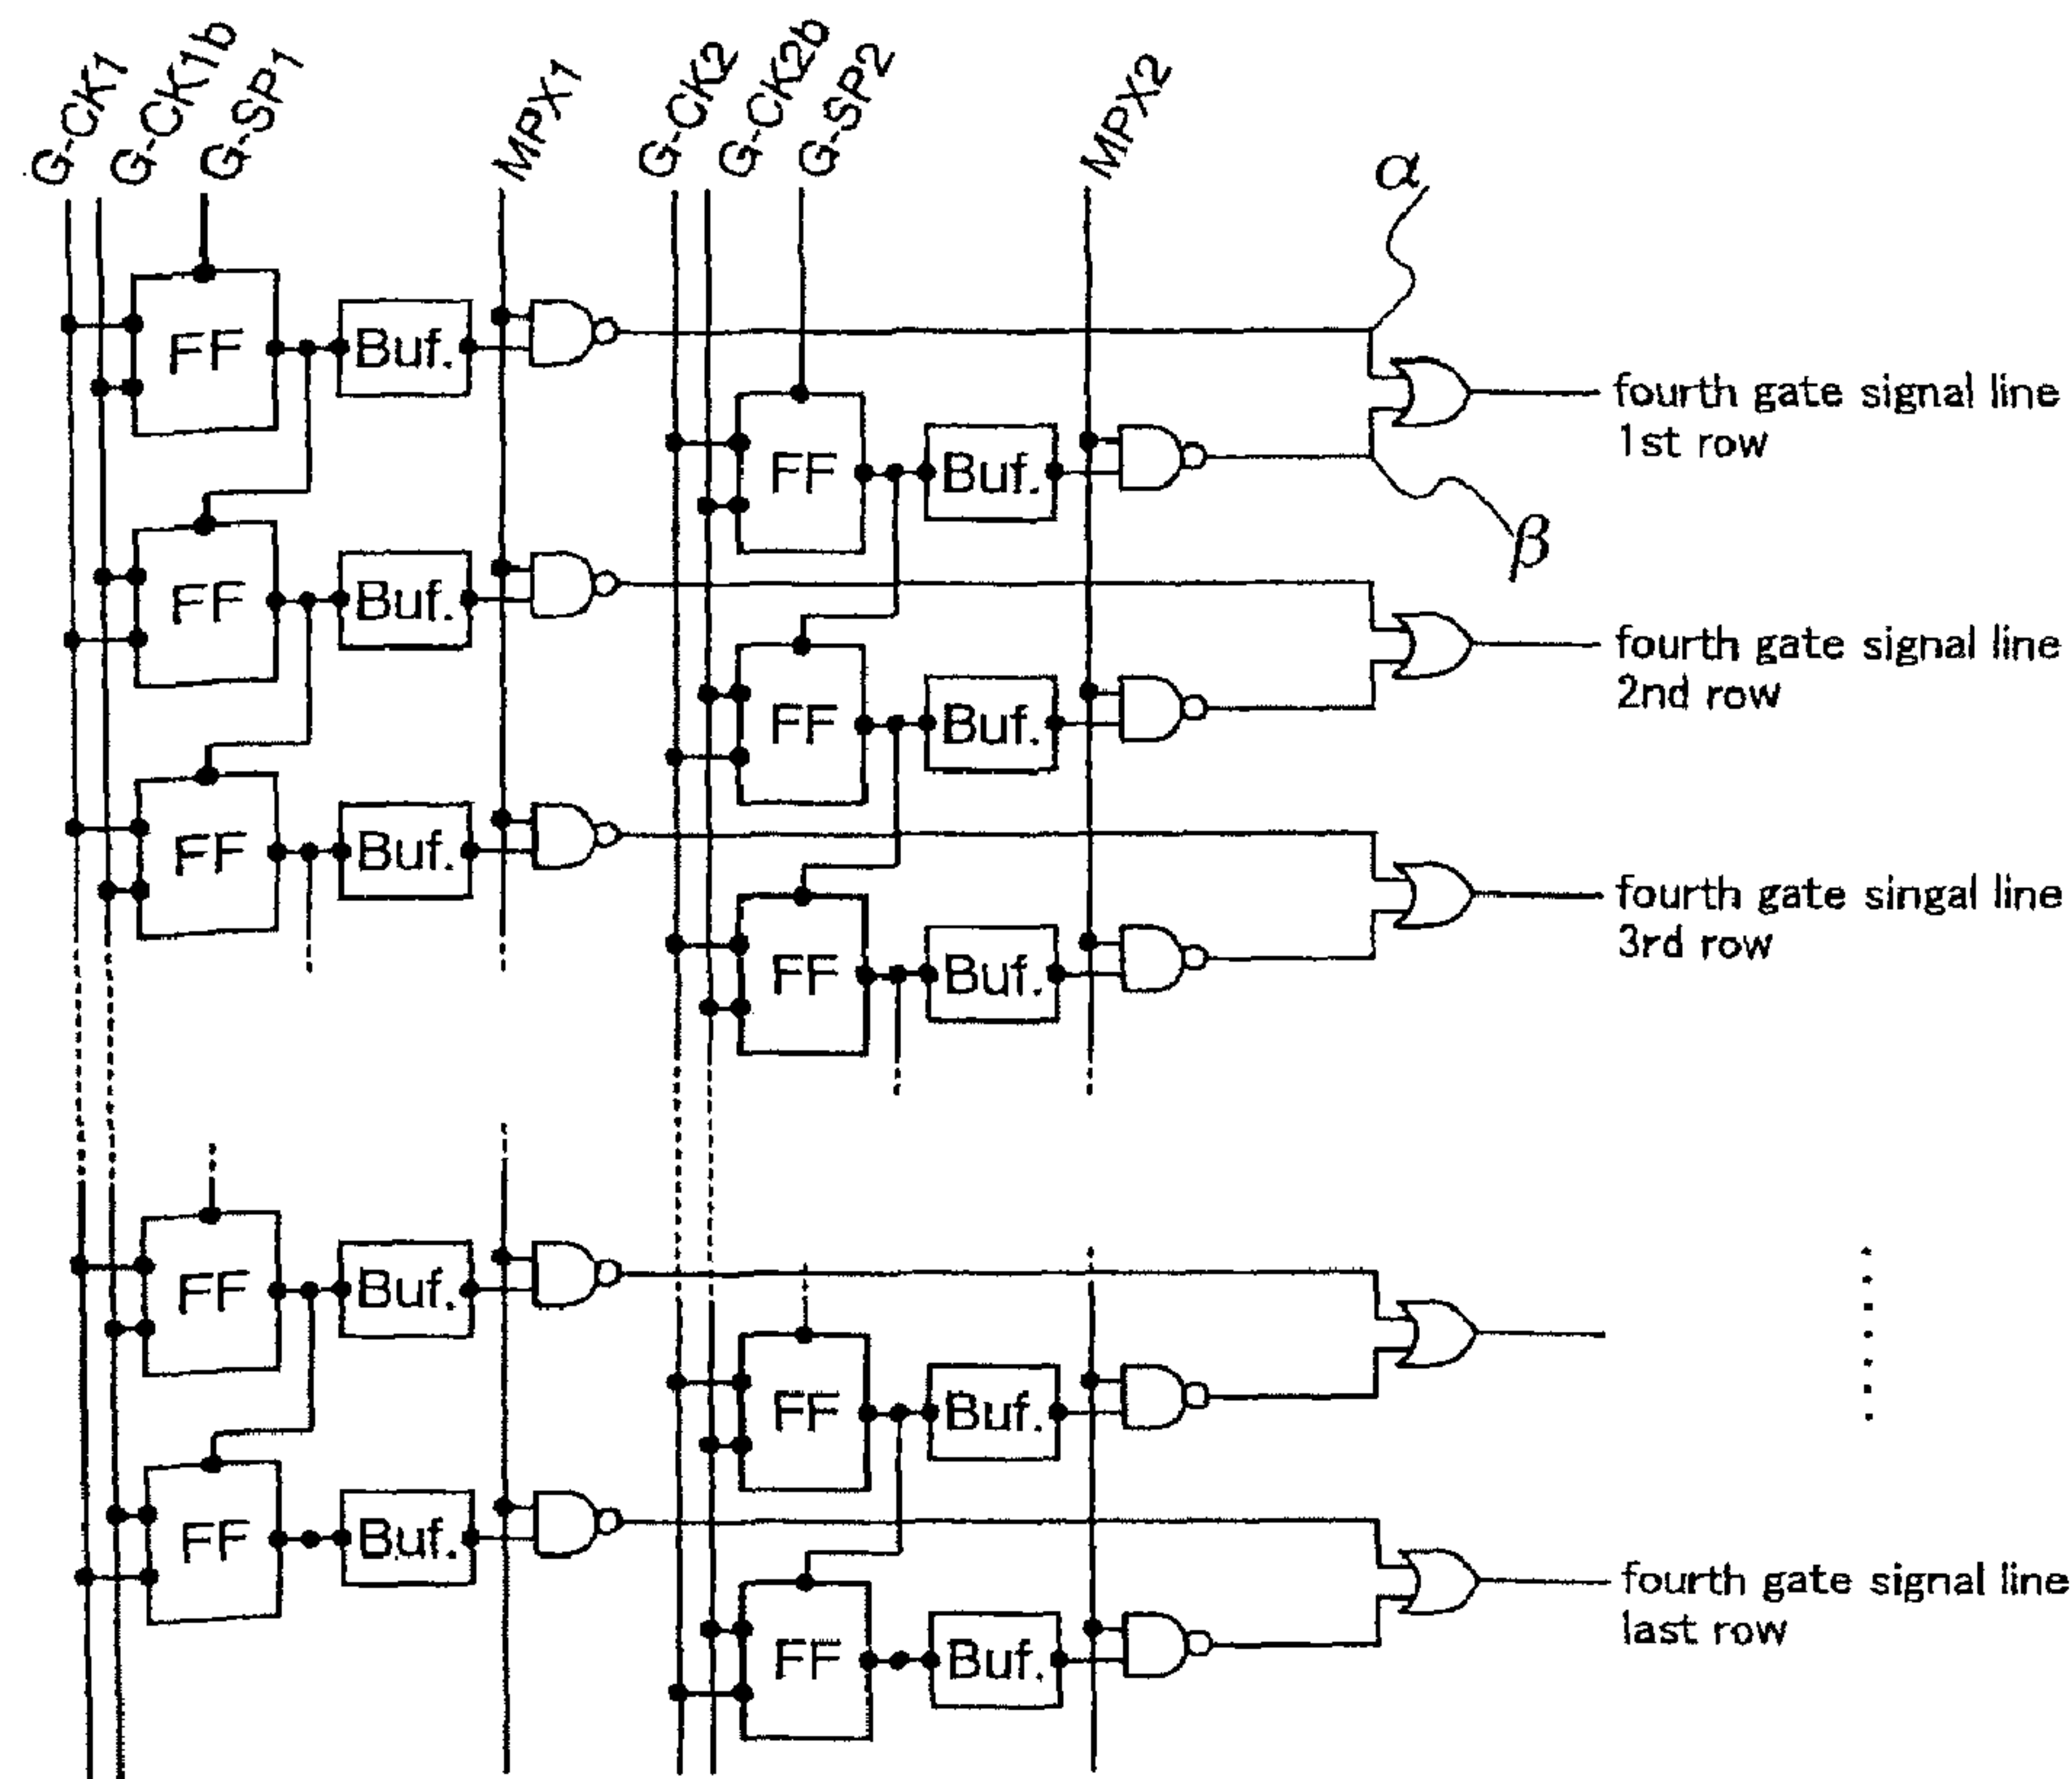 G-CK1
G-CK1b
G-SP1
MPX1
G-CK2
G-CK2b
G-SP2
MPX2
α
FF
Buf.
fourth gate signal line
1st row
FF
Buf.
β
FF
Buf.
fourth gate signal line
2nd row
FF
Buf.
FF
Buf.
fourth gate singal line
3rd row
FF
Buf.
FF
Buf.
FF
Buf.
FF
Buf.
fourth gate signal line
last row
FF
Buf.